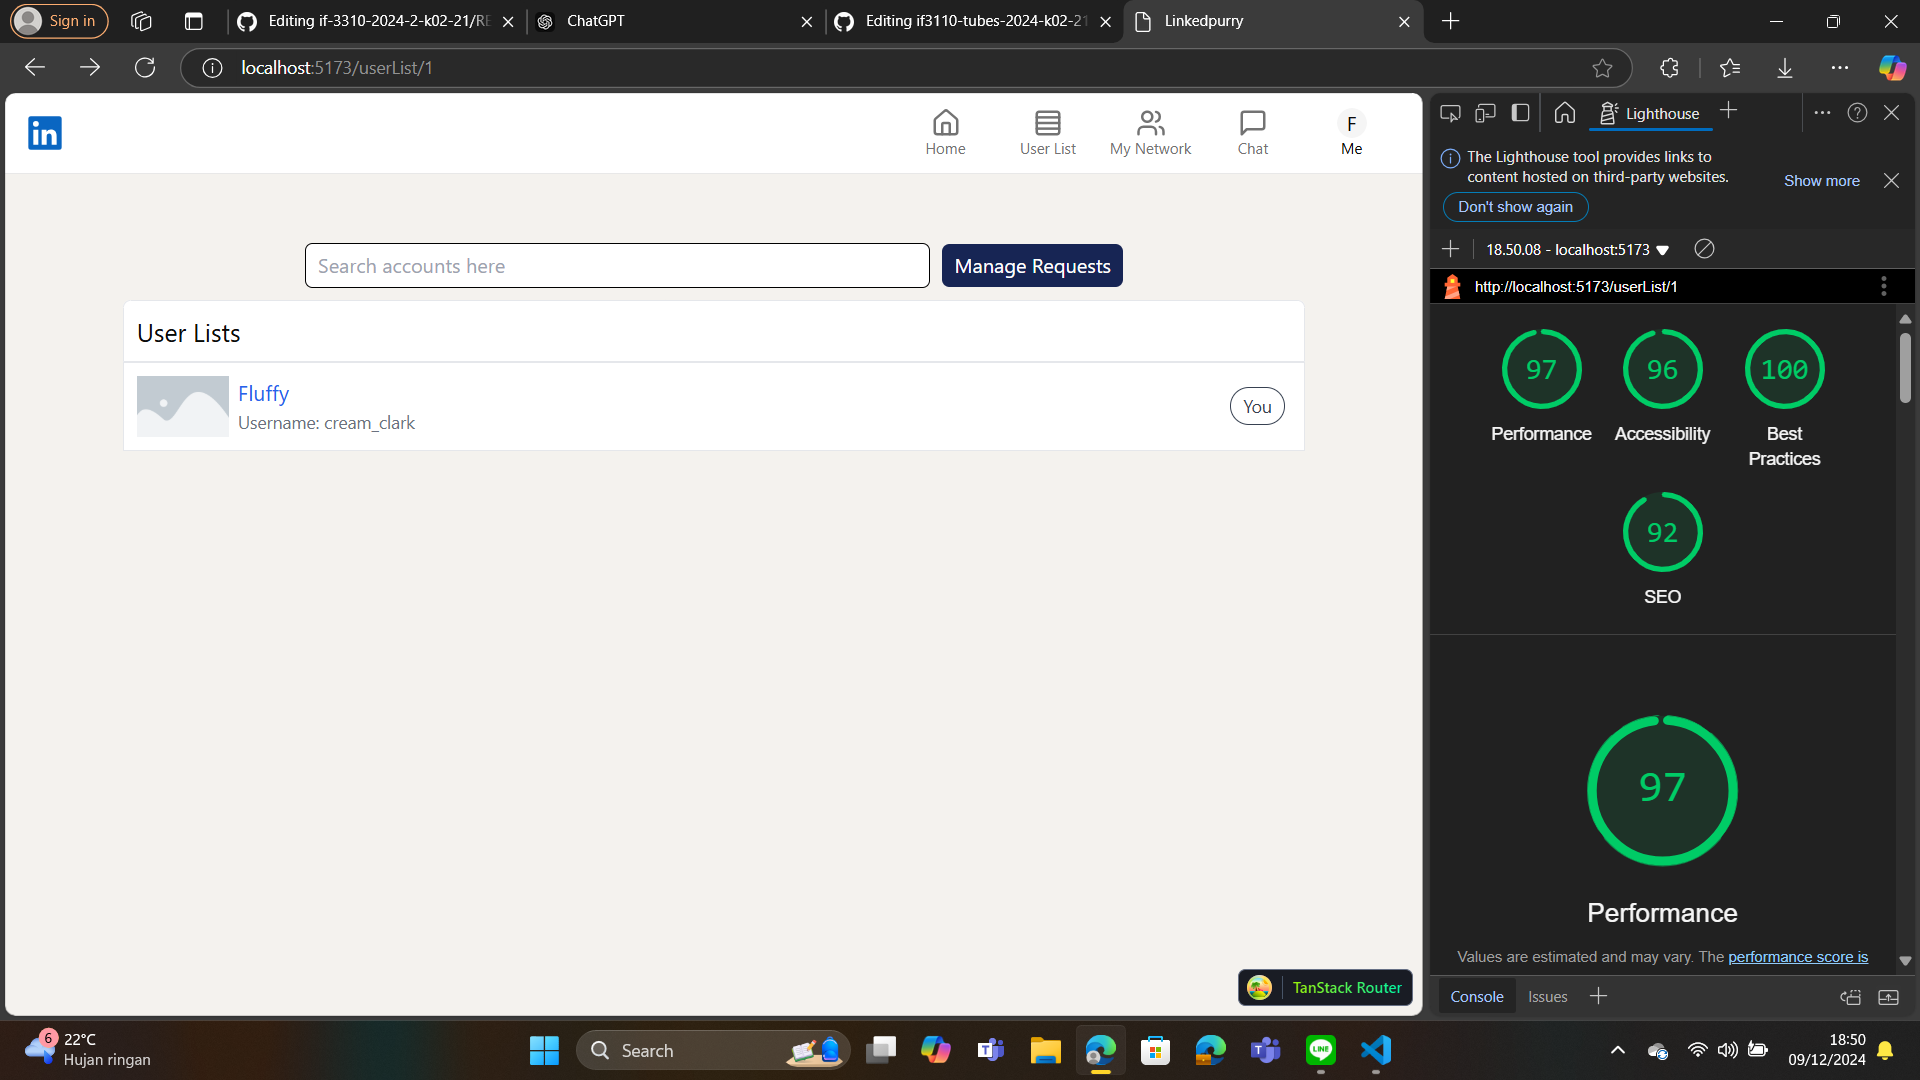 Sign in
Editing if-3310-2024-2-k02-21/RE
ChatGPT
Editing if3110-tubes-2024-k02-21
Linkedpurry
localhost:5173/userList/1
in
Home
User List
My Network
Chat
F
Me
Search accounts here
Manage Requests
User Lists
Fluffy
Username: cream_clark
You
TanStack Router
Lighthouse
The Lighthouse tool provides links to
content hosted on third-party websites.
Show more
Don't show again
18.50.08 - localhost:5173
http://localhost:5173/userList/1
97
Performance
96
Accessibility
100
Best
Practices
92
SEO
97
Performance
Values are estimated and may vary. The performance score is
Console
Issues
6
22°C
Hujan ringan
Search
LINE
18:50
09/12/2024